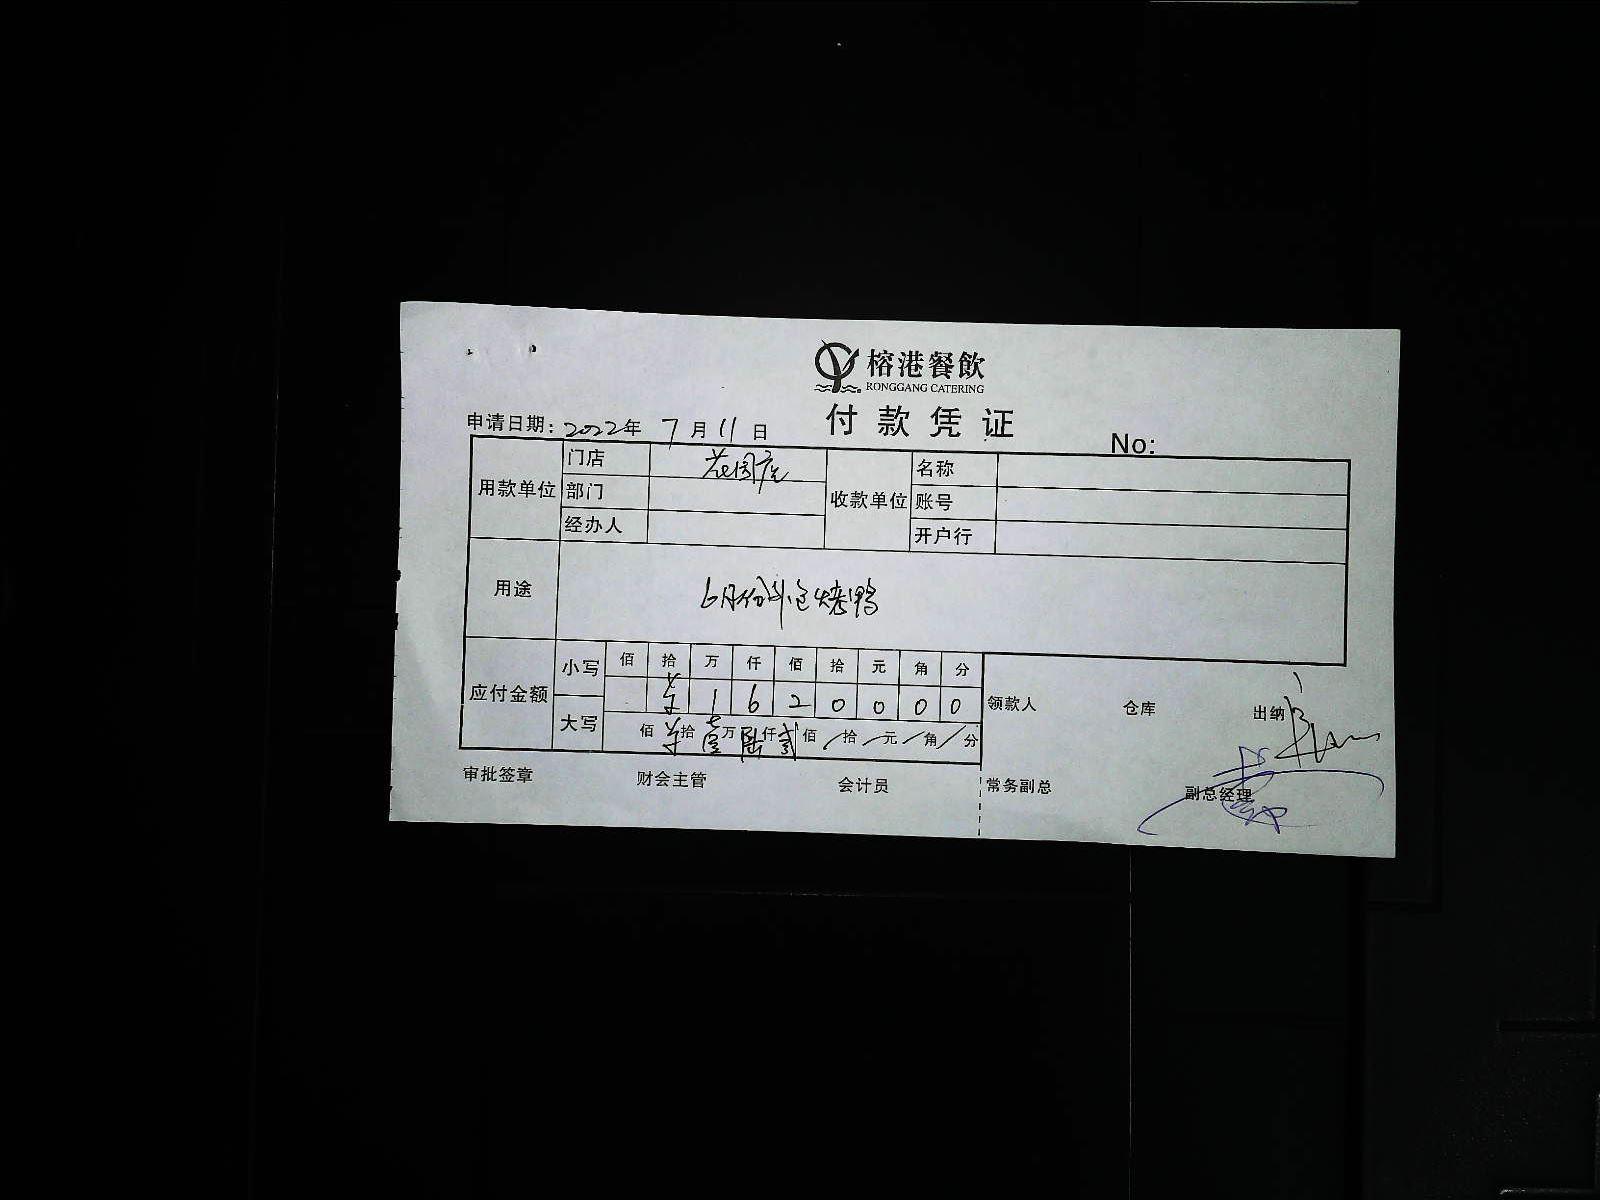 榕港餐飲
RONGGANG CATERING
付款凭证
申请日期: 2022年 7月 11日
No:
用款单位 门店 花园店 收款单位 名称
部门 账号
经办人 开户行
用途 6月份外包烤鸭
应付金额 小写 佰 拾 万 仟 佰 拾 元 角 分
1 6 2 0 0 0 0
大写 佰 拾 壹万 陆仟 贰佰 / 拾 / 元 / 角 / 分
领款人 仓库 出纳
审批签章 财会主管 会计员 常务副总 副总经理